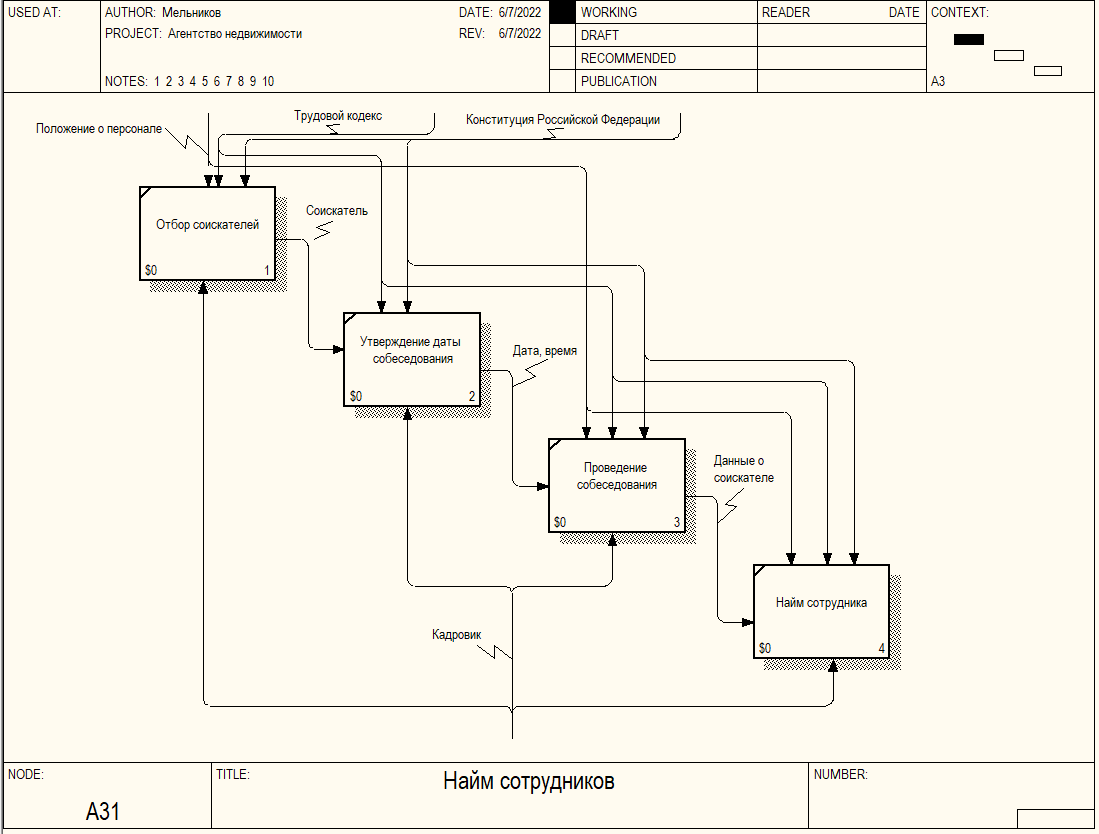 USED AT:
AUTHOR: Мельников
DATE: 6/7/2022
PROJECT: Агентство недвижимости
REV: 6/7/2022
NOTES: 1 2 3 4 5 6 7 8 9 10
WORKING
DRAFT
RECOMMENDED
PUBLICATION
READER
DATE
CONTEXT:
A3
Положение о персонале
Трудовой кодекс
Конституция Российской Федерации
Отбор соискателей
$0
1
Соискатель
Утверждение даты
собеседования
$0
2
Дата, время
Проведение
собеседования
$0
3
Данные о
соискателе
Найм сотрудника
$0
4
Кадровик
NODE:
A31
TITLE:
Найм сотрудников
NUMBER: